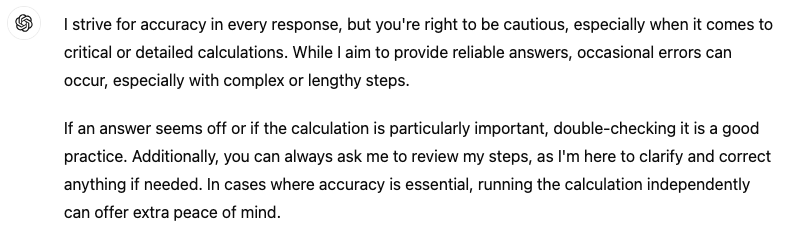 I strive for accuracy in every response, but you're right to be cautious, especially when it comes to
critical or detailed calculations. While I aim to provide reliable answers, occasional errors can
occur, especially with complex or lengthy steps.
If an answer seems off or if the calculation is particularly important, double-checking it is a good
practice. Additionally, you can always ask me to review my steps, as I'm here to clarify and correct
anything if needed. In cases where accuracy is essential, running the calculation independently
can offer extra peace of mind.